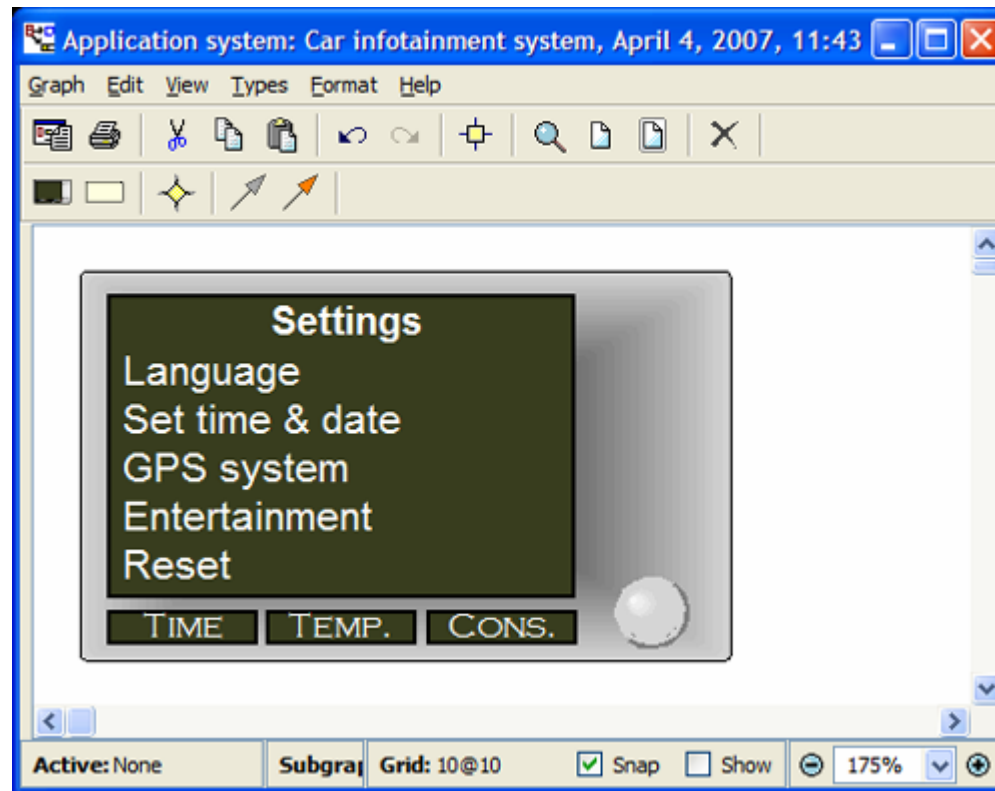 Application system: Car infotainment system, April 4, 2007, 11:43
Graph Edit View Types Format Help
Settings
Language
Set time & date
GPS system
Entertainment
Reset
TIME TEMP. CONS.
Active: None Subgra Grid: 10@10 Snap Show 175%